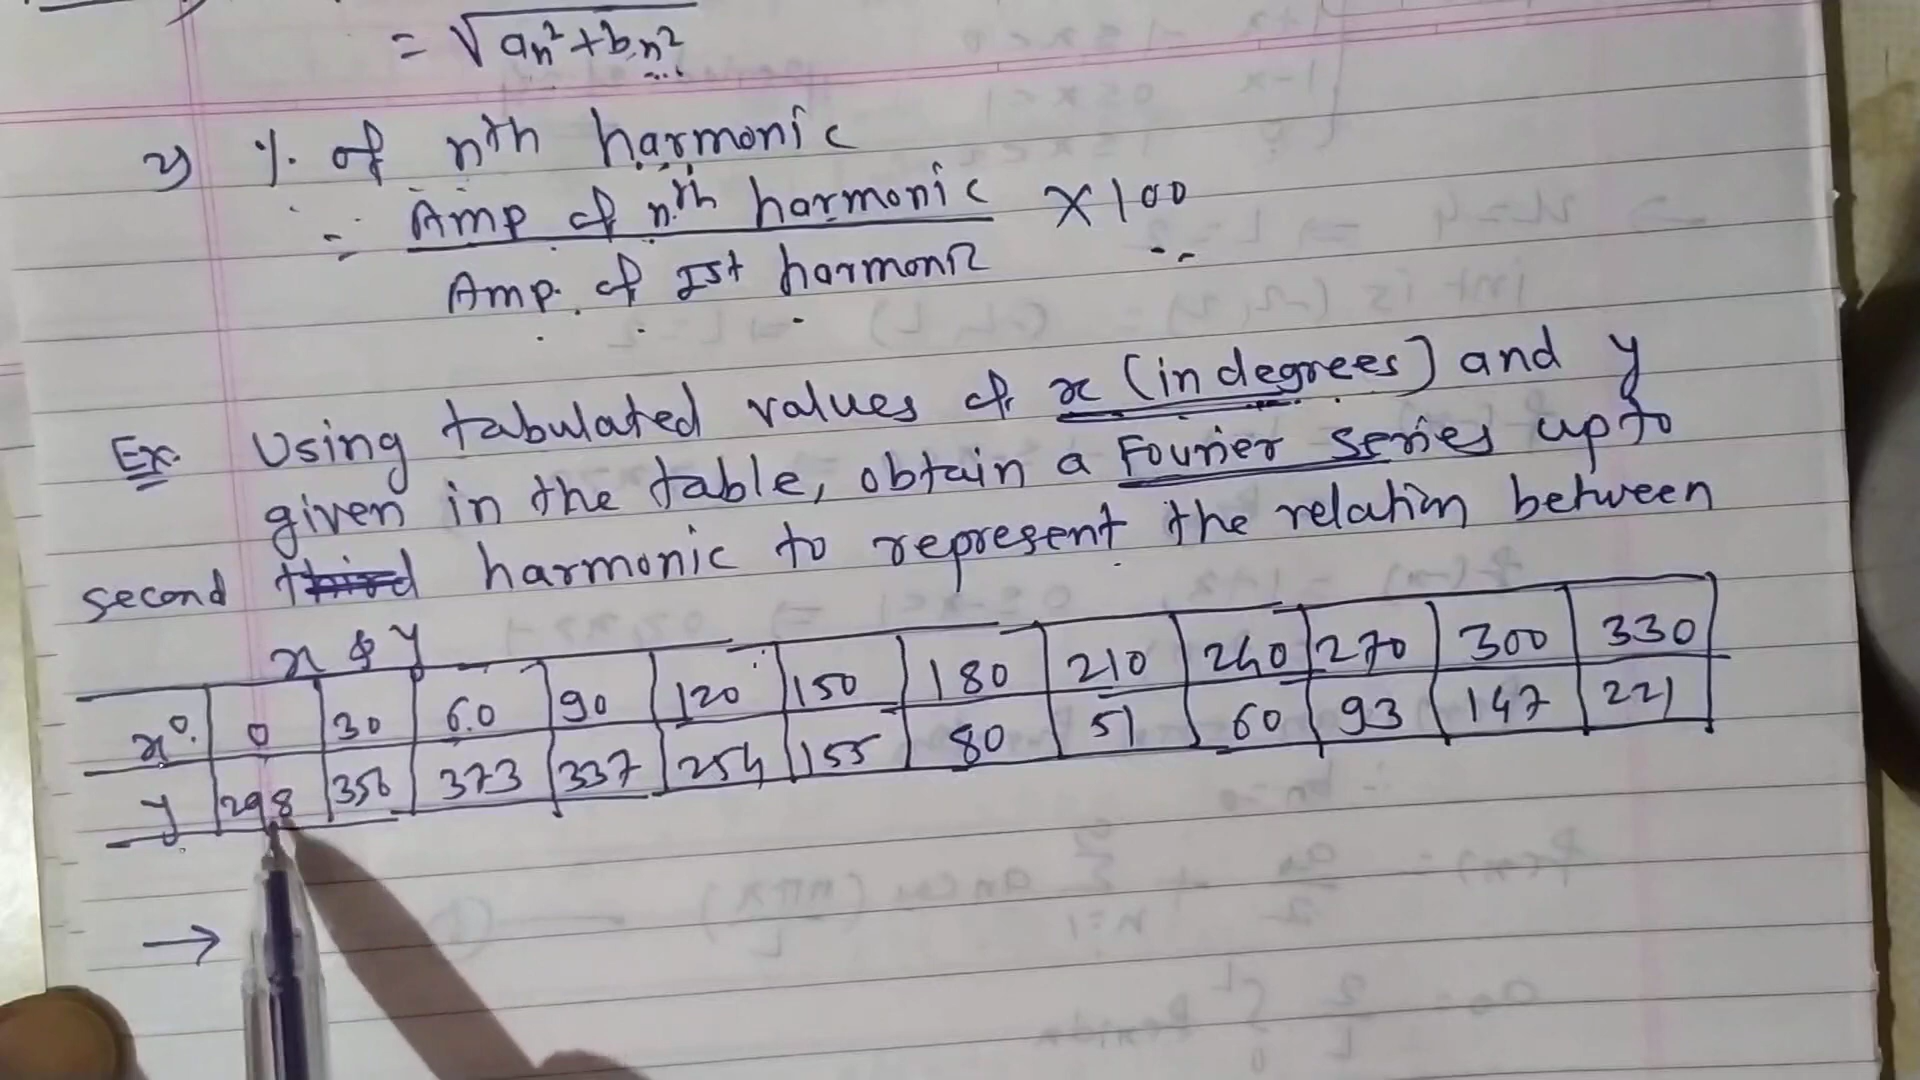 = √an²+bn²
2) % of nth harmonic
= Amp of nth harmonic × 100
Amp. of Ist harmonic
Ex. Using tabulated values of x (in degrees) and y
given in the table, obtain a Fourier series upto
second third harmonic to represent the relation between
x & y
x° 0 30 60 90 120 150 180 210 240 270 300 330
y 298 356 373 337 254 155 80 51 60 93 147 221
→